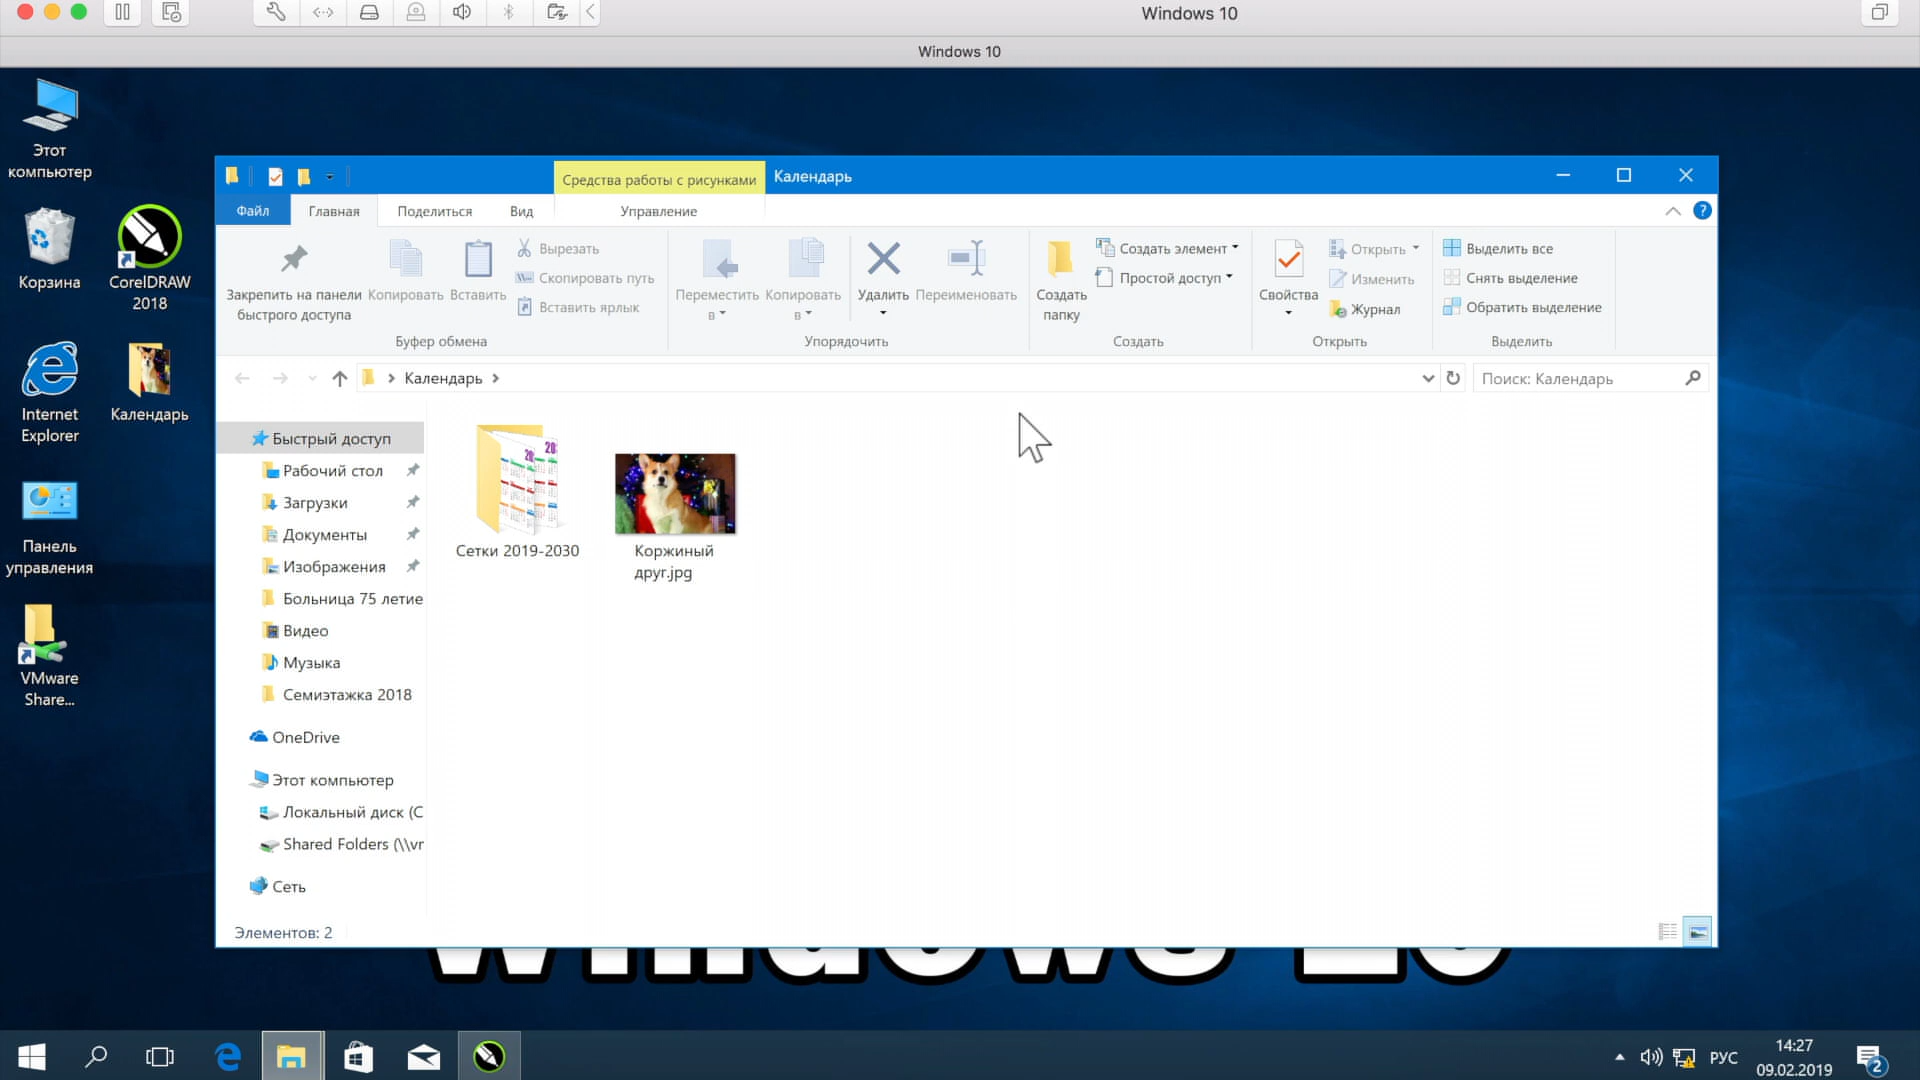 Windows 10
Windows 10
Этот
компьютер
Корзина
CorelDRAW
2018
Internet
Explorer
Календарь
Панель
управления
VMware
Share...
Средства работы с рисунками
Календарь
Файл
Главная
Поделиться
Вид
Управление
Закрепить на панели
быстрого доступа
Копировать
Вставить
Вырезать
Скопировать путь
Вставить ярлык
Буфер обмена
Переместить
в
Копировать
в
Удалить
Переименовать
Упорядочить
Создать
папку
Создать элемент
Простой доступ
Создать
Свойства
Открыть
Изменить
Журнал
Открыть
Выделить все
Снять выделение
Обратить выделение
Выделить
Календарь
Поиск: Календарь
Быстрый доступ
Рабочий стол
Загрузки
Документы
Изображения
Больница 75 летие
Видео
Музыка
Семиэтажка 2018
OneDrive
Этот компьютер
Локальный диск (C
Shared Folders (\\vr
Сеть
Сетки 2019-2030
Коржиный
друг.jpg
Элементов: 2
Windows 10
РУС
14:27
09.02.2019
2